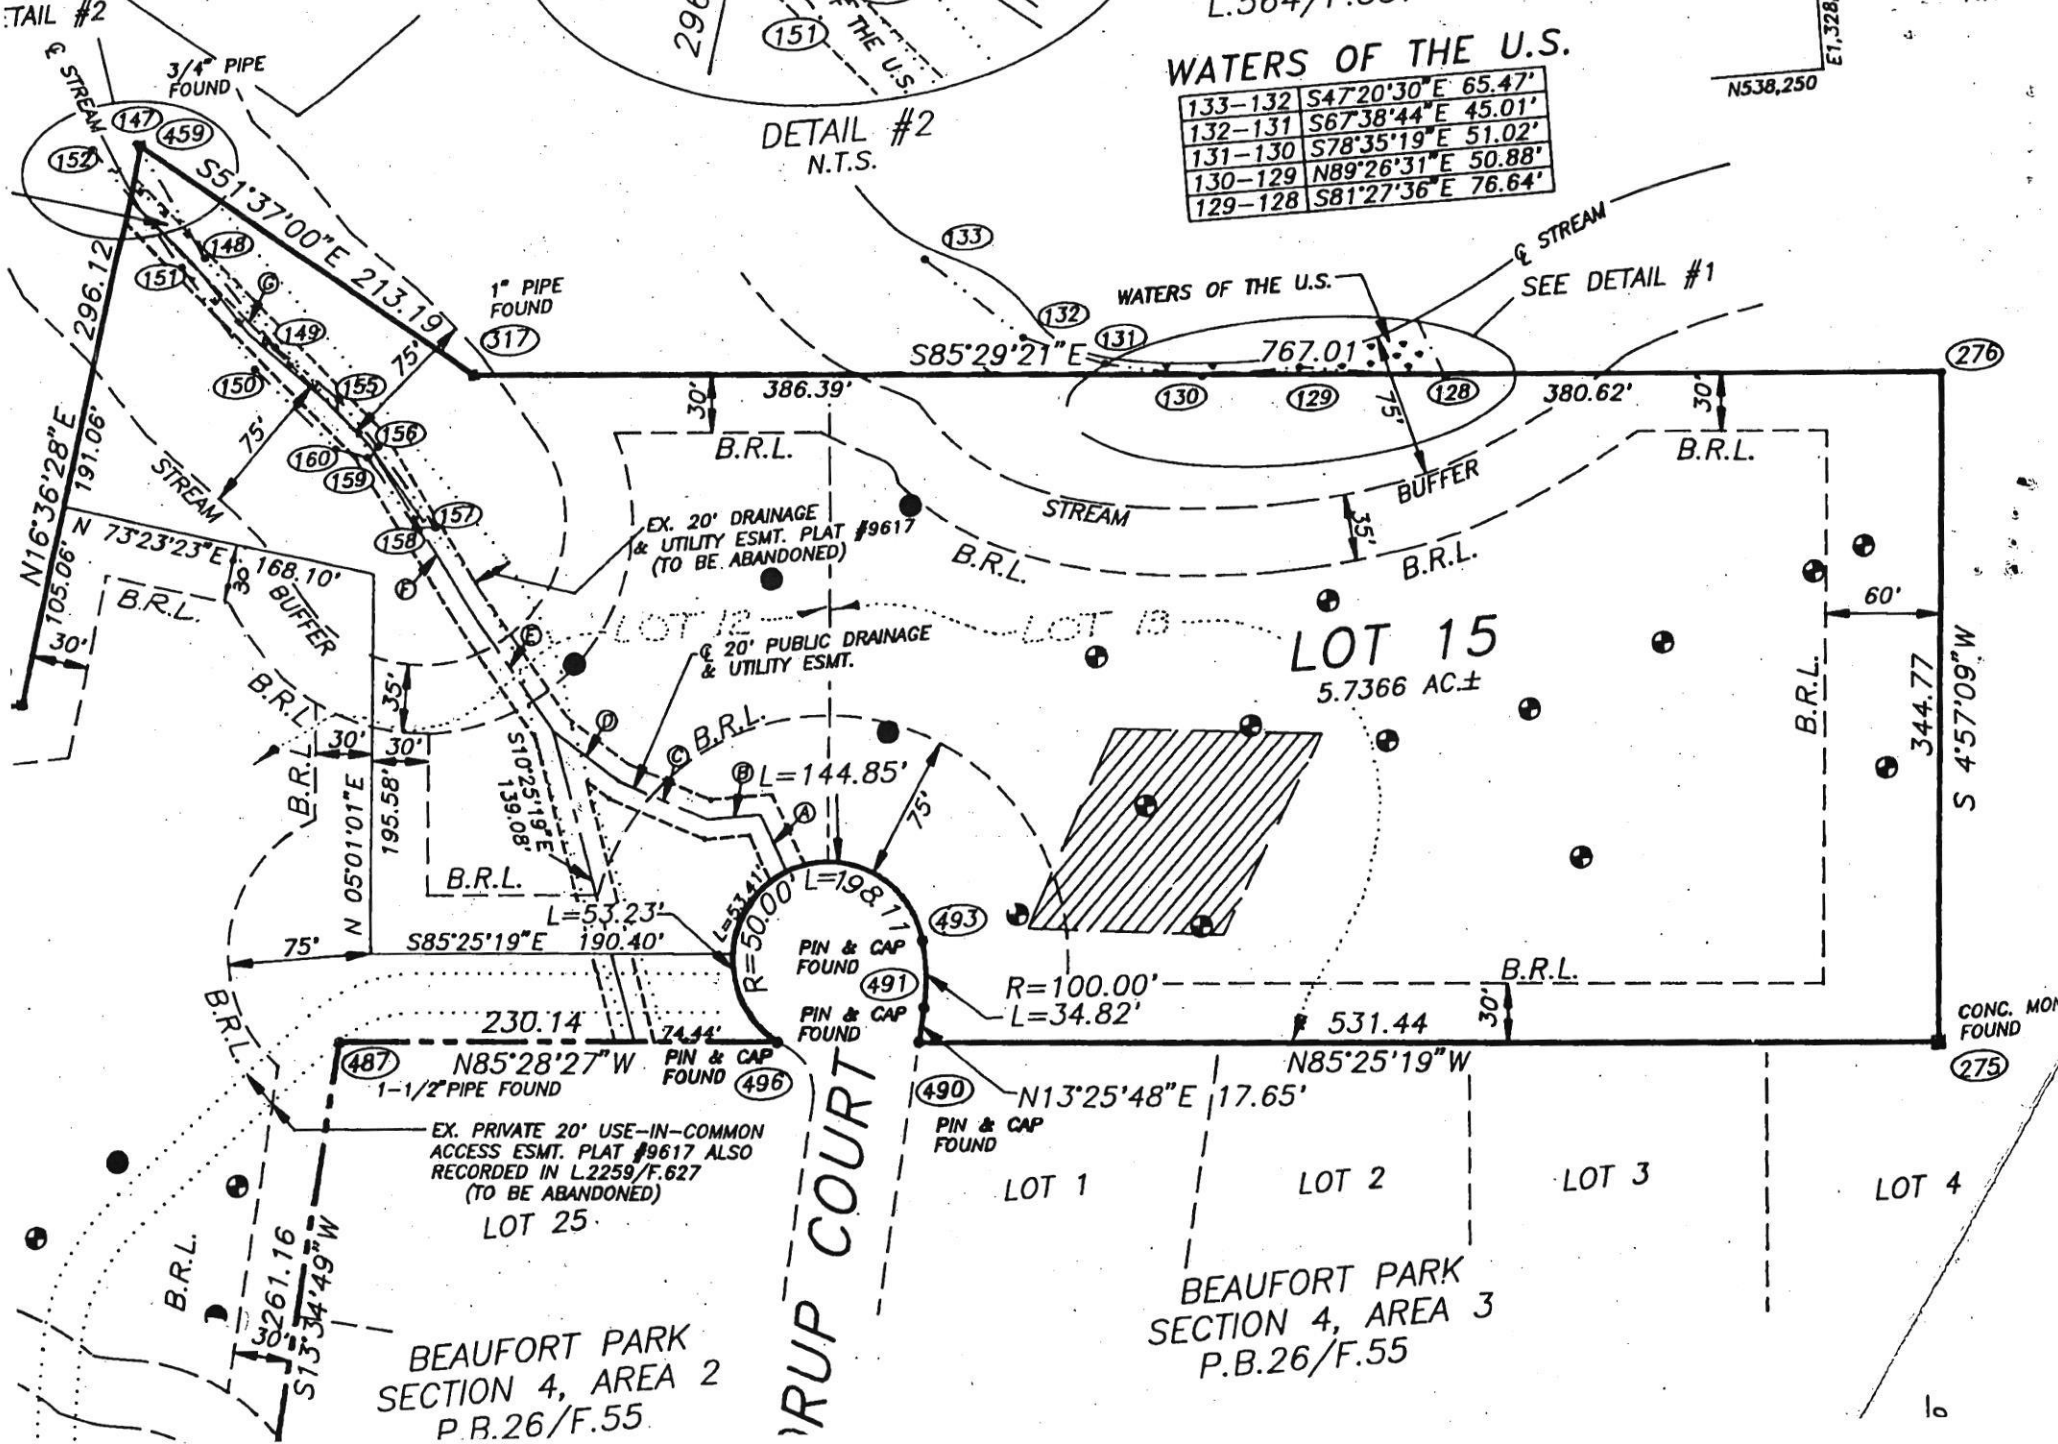 TAIL #2
296
151
OF THE U.S.
DETAIL #2
N.T.S.
WATERS OF THE U.S.
133-132 S47°20'30"E 65.47'
132-131 S67°38'44"E 45.01'
131-130 S78°35'19"E 51.02'
130-129 N89°26'31"E 50.88'
129-128 S81°27'36"E 76.64'
N538,250
E1,328,
℄ STREAM
3/4" PIPE
FOUND
147
459
152
S51°37'00"E 213.19
148
151
G
149
150
155
75'
75'
156
160
159
157
158
1" PIPE
FOUND
317
133
132
131
WATERS OF THE U.S.
℄ STREAM
SEE DETAIL #1
S85°29'21"E 767.01
276
386.39'
130
129
128
380.62'
30'
75'
30'
B.R.L.
B.R.L.
296.12
N16°36'28"E
191.06'
105.06'
STREAM
BUFFER
N 73°23'23"E
168.10'
30'
B.R.L.
30'
B.R.L.
EX. 20' DRAINAGE
& UTILITY ESMT. PLAT #9617
(TO BE ABANDONED)
STREAM
BUFFER
35'
B.R.L.
B.R.L.
F
E
LOT 12
LOT 13
LOT 15
5.7366 AC.±
60'
℄ 20' PUBLIC DRAINAGE
& UTILITY ESMT.
35'
30'
30'
B.R.L.
N 05°01'01"E
195.58'
S10°25'19"E
139.08'
D
C
B
A
B.R.L.
L=144.85'
75'
B.R.L.
344.77
S 4°57'09"W
B.R.L.
L=53.23'
L=53.41'
R=50.00'
L=198.11
S85°25'19"E 190.40'
75'
B.R.L.
PIN & CAP
FOUND
493
491
PIN & CAP
FOUND
R=100.00'
L=34.82'
B.R.L.
30'
531.44
N85°25'19"W
CONC. MON
FOUND
275
230.14
74.44'
N85°28'27"W
PIN & CAP
FOUND
496
487
1-1/2"PIPE FOUND
490
PIN & CAP
FOUND
N13°25'48"E 17.65'
EX. PRIVATE 20' USE-IN-COMMON
ACCESS ESMT. PLAT #9617 ALSO
RECORDED IN L.2259/F.627
(TO BE ABANDONED)
LOT 25
RUP COURT
LOT 1
LOT 2
LOT 3
LOT 4
B.R.L.
261.16
S13°34'49"W
30'
BEAUFORT PARK
SECTION 4, AREA 2
P.B.26/F.55
BEAUFORT PARK
SECTION 4, AREA 3
P.B.26/F.55